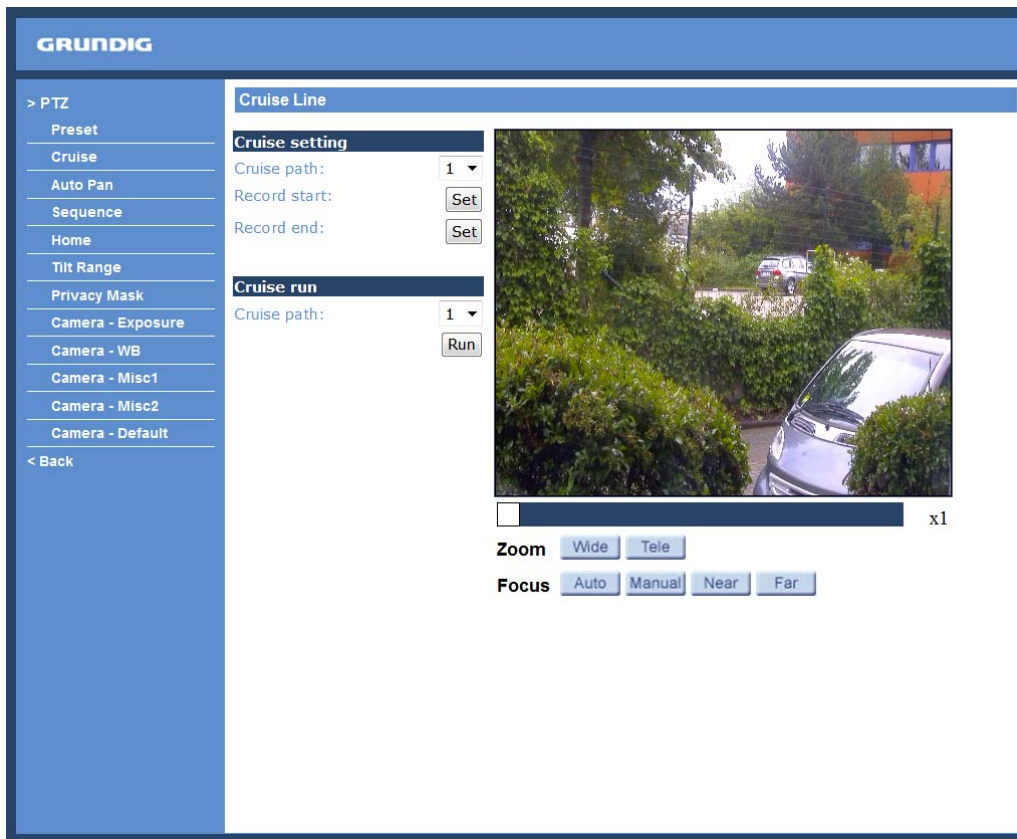 GRUNDIG
> PTZ
Preset
Cruise
Auto Pan
Sequence
Home
Tilt Range
Privacy Mask
Camera - Exposure
Camera - WB
Camera - Misc1
Camera - Misc2
Camera - Default
< Back
Cruise Line
Cruise setting
Cruise path: 1
Record start: Set
Record end: Set
Cruise run
Cruise path: 1
Run
x1
Zoom Wide Tele
Focus Auto Manual Near Far